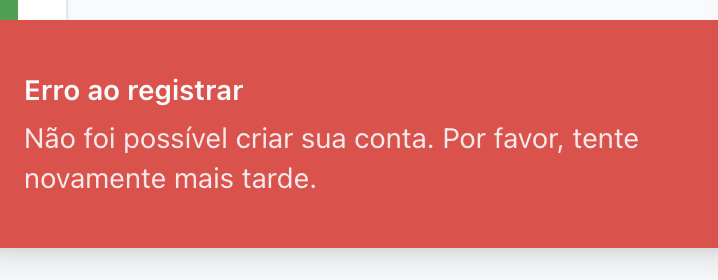 Erro ao registrar
Não foi possível criar sua conta. Por favor, tente
novamente mais tarde.